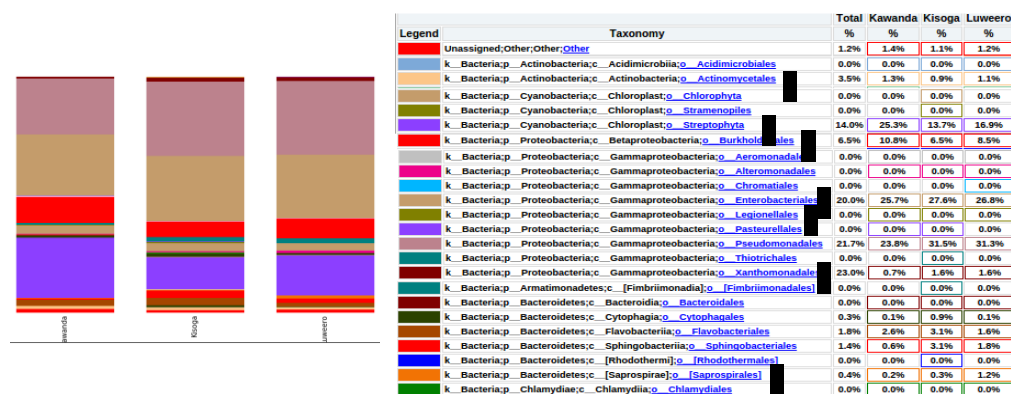 Total Kawanda Kisoga Luweero
Legend Taxonomy % % % %
Unassigned;Other;Other;Other 1.2% 1.4% 1.1% 1.2%
k__Bacteria;p__Actinobacteria;c__Acidimicrobiia;o__Acidimicrobiales 0.0% 0.0% 0.0% 0.0%
k__Bacteria;p__Actinobacteria;c__Actinobacteria;o__Actinomycetales 3.5% 1.3% 0.9% 1.1%
k__Bacteria;p__Cyanobacteria;c__Chloroplast;o__Chlorophyta 0.0% 0.0% 0.0% 0.0%
k__Bacteria;p__Cyanobacteria;c__Chloroplast;o__Stramenopiles 0.0% 0.0% 0.0% 0.0%
k__Bacteria;p__Cyanobacteria;c__Chloroplast;o__Streptophyta 14.0% 25.3% 13.7% 16.9%
k__Bacteria;p__Proteobacteria;c__Betaproteobacteria;o__Burkhold ales 6.5% 10.8% 6.5% 8.5%
k__Bacteria;p__Proteobacteria;c__Gammaproteobacteria;o__Aeromonadale 0.0% 0.0% 0.0% 0.0%
k__Bacteria;p__Proteobacteria;c__Gammaproteobacteria;o__Alteromonadales 0.0% 0.0% 0.0% 0.0%
k__Bacteria;p__Proteobacteria;c__Gammaproteobacteria;o__Chromatiales 0.0% 0.0% 0.0% 0.0%
k__Bacteria;p__Proteobacteria;c__Gammaproteobacteria;o__Enterobacteriales 20.0% 25.7% 27.6% 26.8%
k__Bacteria;p__Proteobacteria;c__Gammaproteobacteria;o__Legionellales 0.0% 0.0% 0.0% 0.0%
k__Bacteria;p__Proteobacteria;c__Gammaproteobacteria;o__Pasteurellales 0.0% 0.0% 0.0% 0.0%
k__Bacteria;p__Proteobacteria;c__Gammaproteobacteria;o__Pseudomonadales 21.7% 23.8% 31.5% 31.3%
k__Bacteria;p__Proteobacteria;c__Gammaproteobacteria;o__Thiotrichales 0.0% 0.0% 0.0% 0.0%
k__Bacteria;p__Proteobacteria;c__Gammaproteobacteria;o__Xanthomonadales 23.0% 0.7% 1.6% 1.6%
k__Bacteria;p__Armatimonadetes;c__[Fimbriimonadia];o__[Fimbriimonadales] 0.0% 0.0% 0.0% 0.0%
k__Bacteria;p__Bacteroidetes;c__Bacteroidia;o__Bacteroidales 0.0% 0.0% 0.0% 0.0%
k__Bacteria;p__Bacteroidetes;c__Cytophagia;o__Cytophagales 0.3% 0.1% 0.9% 0.1%
k__Bacteria;p__Bacteroidetes;c__Flavobacteriia;o__Flavobacteriales 1.8% 2.6% 3.1% 1.6%
k__Bacteria;p__Bacteroidetes;c__Sphingobacteriia;o__Sphingobacteriales 1.4% 0.6% 3.1% 1.8%
k__Bacteria;p__Bacteroidetes;c__[Rhodothermi];o__[Rhodothermales] 0.0% 0.0% 0.0% 0.0%
k__Bacteria;p__Bacteroidetes;c__[Saprospirae];o__[Saprospirales] 0.4% 0.2% 0.3% 1.2%
k__Bacteria;p__Chlamydiae;c__Chlamydiia;o__Chlamydiales 0.0% 0.0% 0.0% 0.0%
awanda
Kisoga
uweero